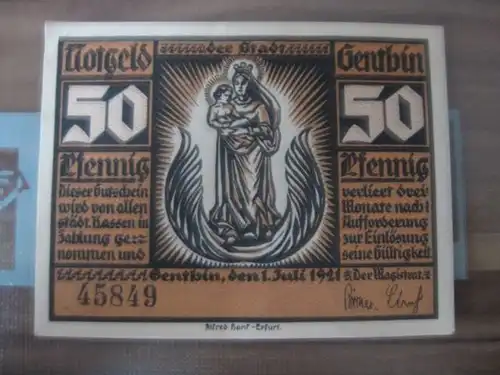 Notgeld der Stadt Genthin
50 50
Pfennig Pfennig
Dieser Gutschein
wird von allen
städt. Kassen in
Zahlung ge=
nommen und
verliert drei
Monate nach
Aufforderung
zur Einlösung
seine Gültigkeit.
Genthin, den 1. Juli 1921 Der Magistrat.
45849
Alfred Hanf - Erfurt.